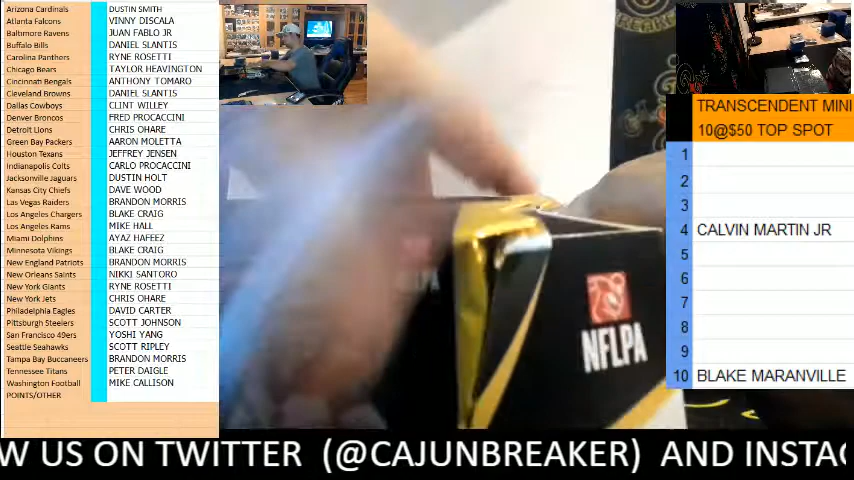 Arizona Cardinals DUSTIN SMITH
Atlanta Falcons VINNY DISCALA
Baltimore Ravens JUAN FABLO JR
Buffalo Bills DANIEL SLANTIS
Carolina Panthers RYNE ROSETTI
Chicago Bears TAYLOR HEAVINGTON
Cincinnati Bengals ANTHONY TOMARO
Cleveland Browns DANIEL SLANTIS
Dallas Cowboys CLINT WILLEY
Denver Broncos FRED PROCACCINI
Detroit Lions CHRIS OHARE
Green Bay Packers AARON MOLETTA
Houston Texans JEFFREY JENSEN
Indianapolis Colts CARLO PROCACCINI
Jacksonville Jaguars DUSTIN HOLT
Kansas City Chiefs DAVE WOOD
Las Vegas Raiders BRANDON MORRIS
Los Angeles Chargers BLAKE CRAIG
Los Angeles Rams MIKE HALL
Miami Dolphins AYAZ HAFEEZ
Minnesota Vikings BLAKE CRAIG
New England Patriots BRANDON MORRIS
New Orleans Saints NIKKI SANTORO
New York Giants RYNE ROSETTI
New York Jets CHRIS OHARE
Philadelphia Eagles DAVID CARTER
Pittsburgh Steelers SCOTT JOHNSON
San Francisco 49ers YOSHI YANG
Seattle Seahawks SCOTT RIPLEY
Tampa Bay Buccaneers BRANDON MORRIS
Tennessee Titans PETER DAIGLE
Washington Football MIKE CALLISON
POINTS/OTHER
NFLPA
NFLPA
TRANSCENDENT MINI
10@$50 TOP SPOT
1
2
3
4 CALVIN MARTIN JR
5
6
7
8
9
10 BLAKE MARANVILLE
W US ON TWITTER (@CAJUNBREAKER) AND INSTAG